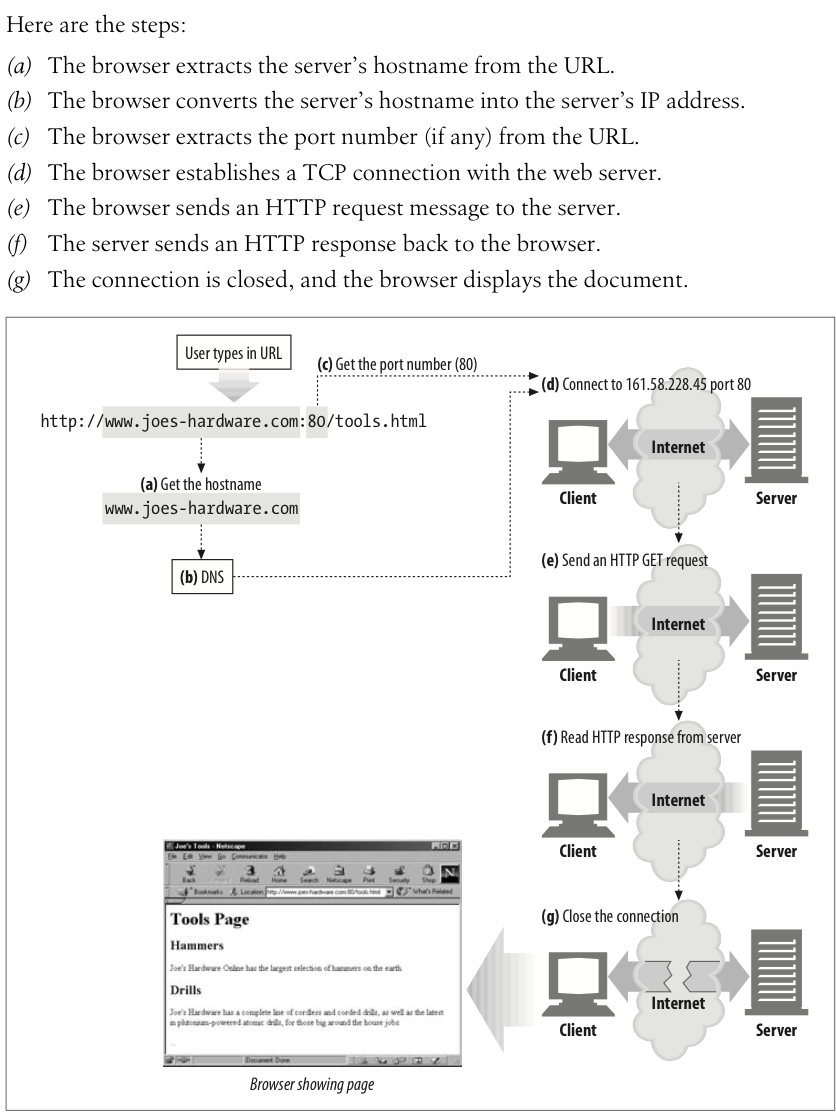 Here are the steps:
(a) The browser extracts the server’s hostname from the URL.
(b) The browser converts the server’s hostname into the server’s IP address.
(c) The browser extracts the port number (if any) from the URL.
(d) The browser establishes a TCP connection with the web server.
(e) The browser sends an HTTP request message to the server.
(f) The server sends an HTTP response back to the browser.
(g) The connection is closed, and the browser displays the document.
User types in URL
(c) Get the port number (80)
http://www.joes-hardware.com:80/tools.html
(a) Get the hostname
www.joes-hardware.com
(b) DNS
(d) Connect to 161.58.228.45 port 80
Internet
Client
Server
(e) Send an HTTP GET request
Internet
Client
Server
(f) Read HTTP response from server
Internet
Client
Server
(g) Close the connection
Internet
Client
Server
Joe's Tools - Netscape
File Edit View Go Communicator Help
Back Reload Home Search Netscape Print Security Shop N
Bookmarks Location: http://www.joes-hardware.com:80/tools.html What's Related
Tools Page
Hammers
Joe's Hardware Online has the largest selection of hammers on the earth.
Drills
Joe's Hardware has a complete line of cordless and corded drills, as well as the latest
in plutonium-powered atomic drills, for those big around the house jobs.
...
Document: Done
Browser showing page